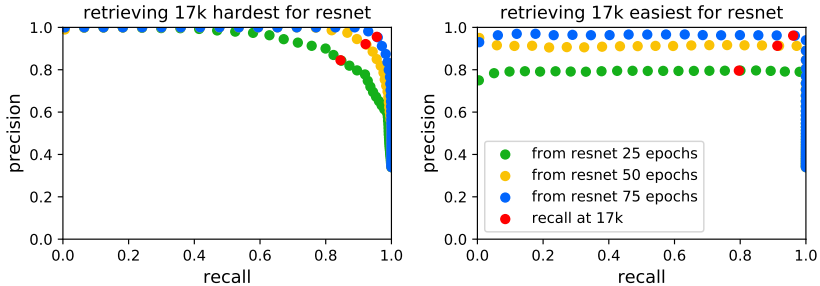 retrieving 17k hardest for resnet
1.0
0.8
0.6
0.4
0.2
0.0
precision
0.0 0.2 0.4 0.6 0.8 1.0
recall
retrieving 17k easiest for resnet
1.0
0.8
0.6
0.4
0.2
0.0
precision
from resnet 25 epochs
from resnet 50 epochs
from resnet 75 epochs
recall at 17k
0.0 0.2 0.4 0.6 0.8 1.0
recall